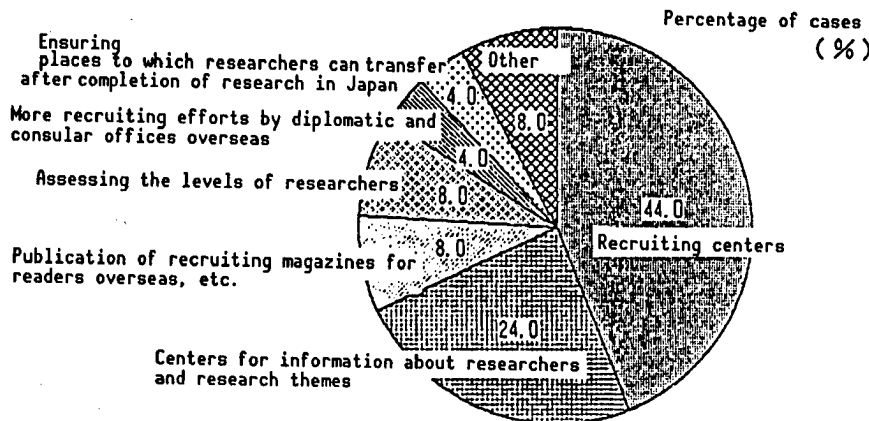 Percentage of cases
(%)
Ensuring
places to which researchers can transfer
after completion of research in Japan
4.0
Other
8.0
More recruiting efforts by diplomatic and
consular offices overseas
4.0
Assessing the levels of researchers
8.0
44.0
Recruiting centers
Publication of recruiting magazines for
readers overseas, etc.
8.0
24.0
Centers for information about researchers
and research themes